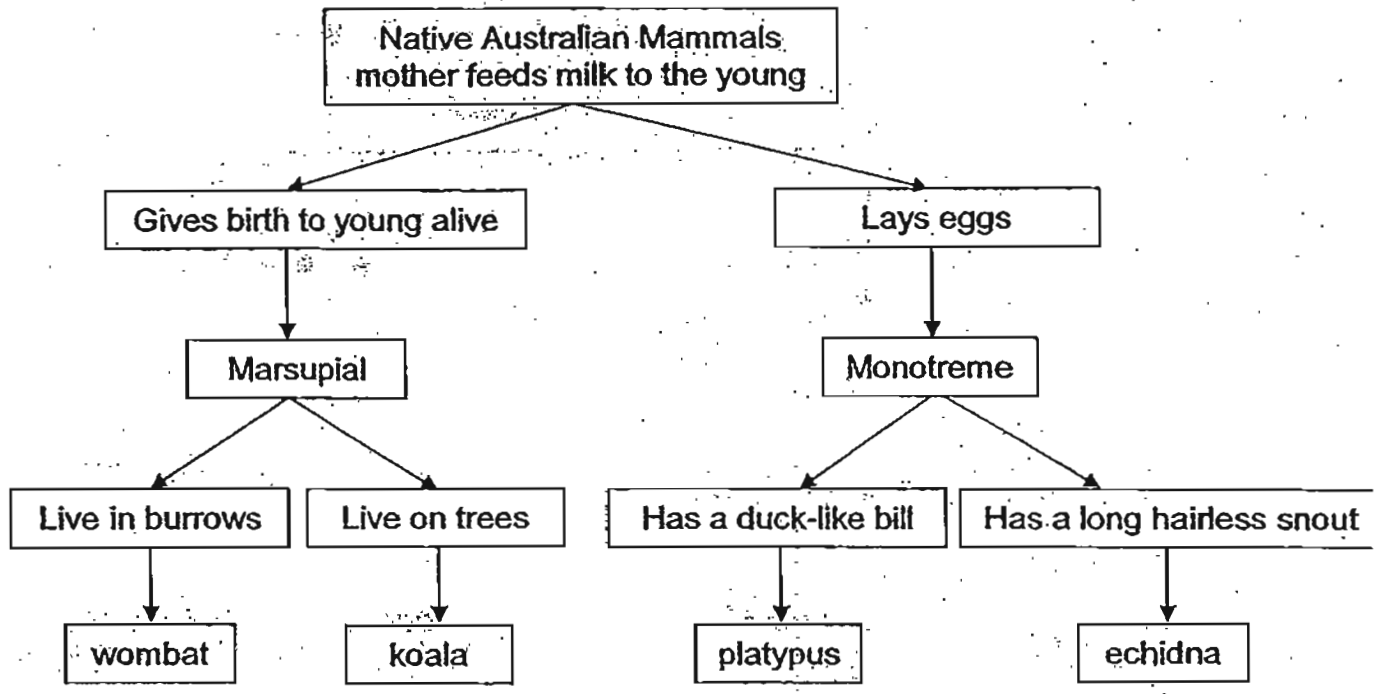 Native Australian Mammals
mother feeds milk to the young
Gives birth to young alive
Lays eggs
Marsupial
Monotreme
Live in burrows
Live on trees
Has a duck-like bill
Has a long hairless snout
wombat
koala
platypus
echidna